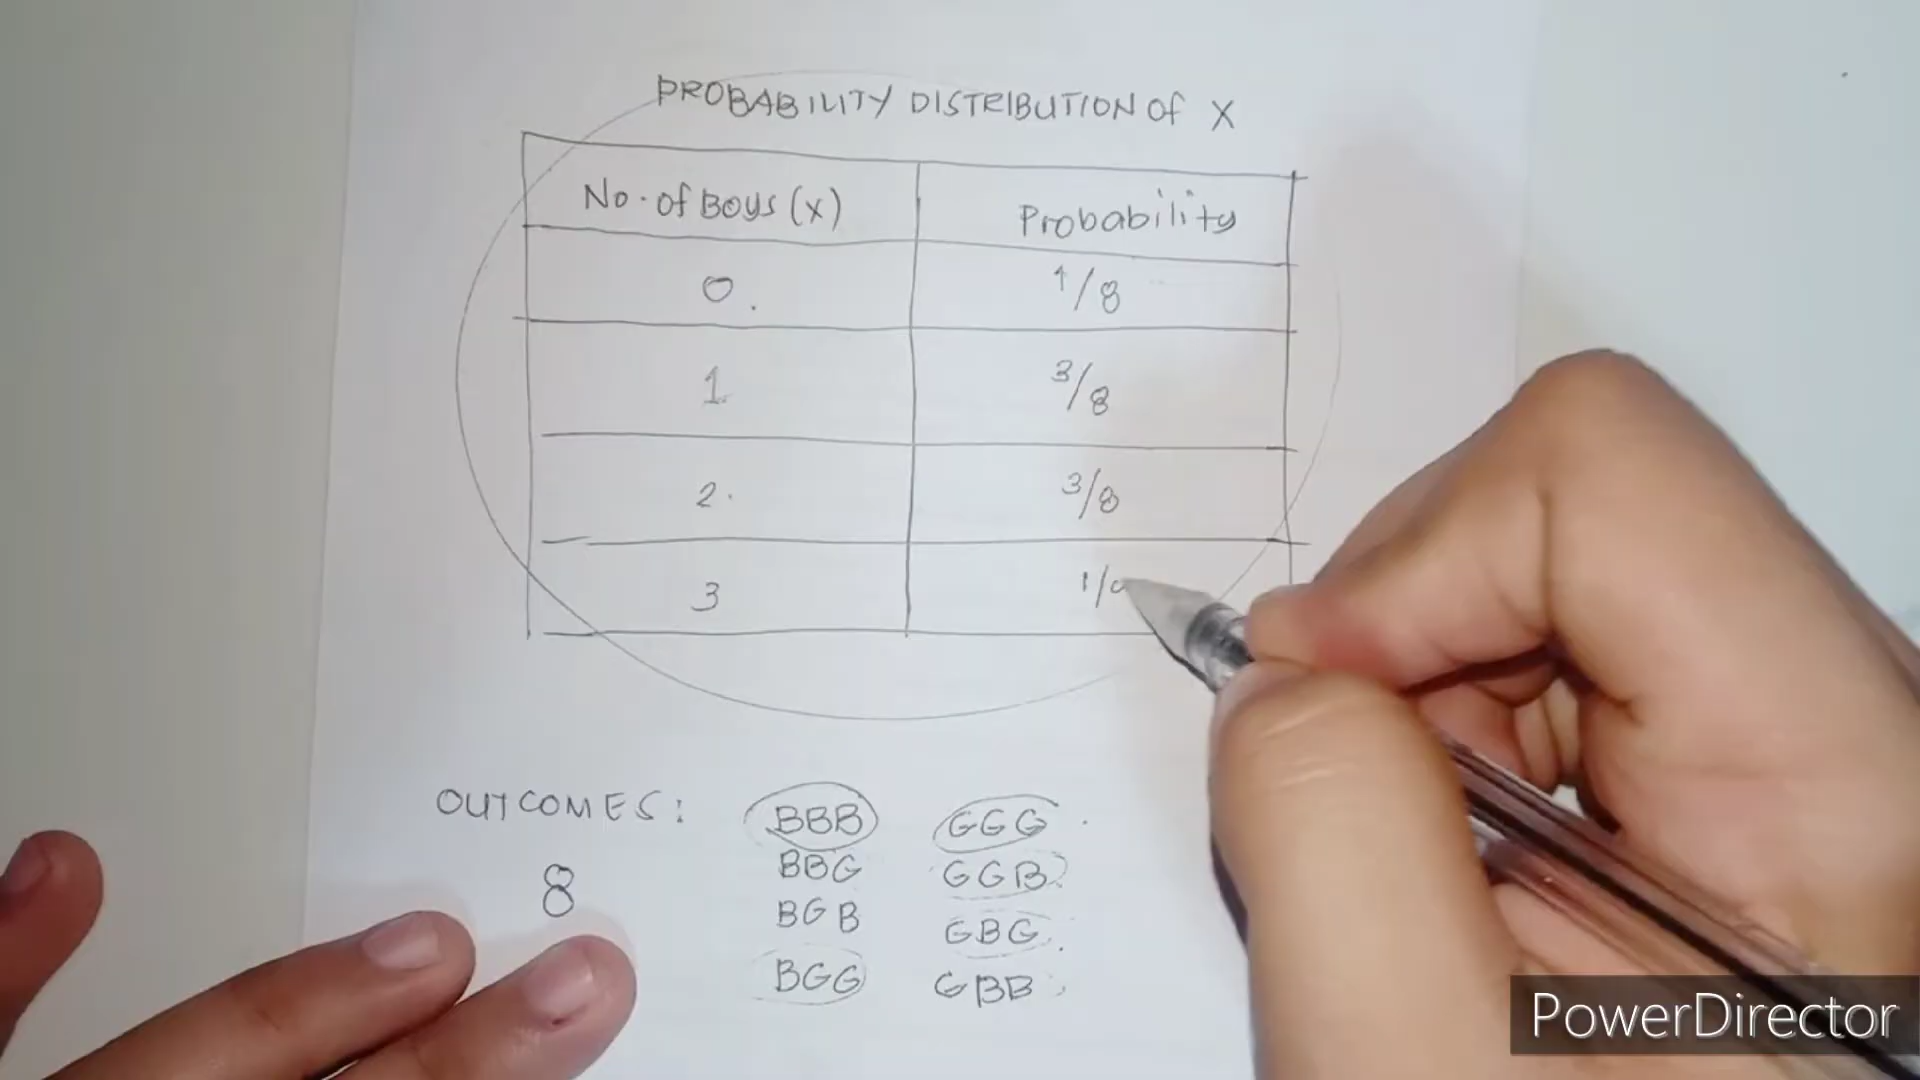 PROBABILITY DISTRIBUTION of X
No. of Boys (x) Probability
0 1/8
1 3/8
2 3/8
3 1/
OUTCOMES: BBB GGG
8 BBG GGB
BGB GBG
BGG GBB
PowerDirector